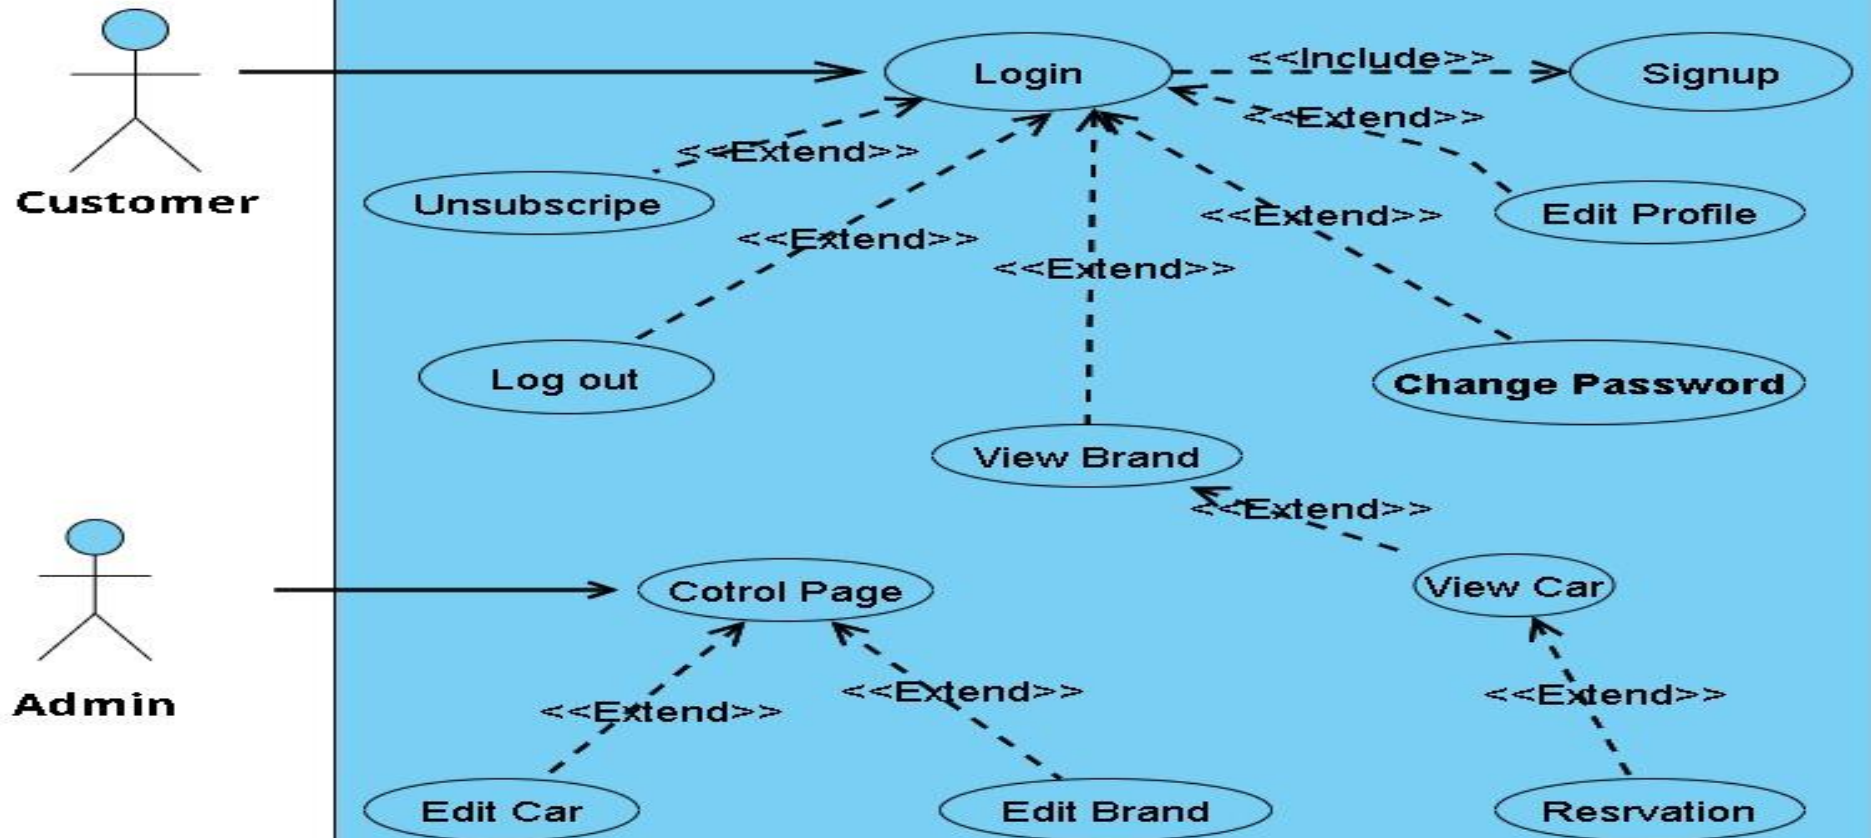 Login
<<Include>>
Signup
<<Extend>>
<<Extend>>
Customer
Unsubscripe
Edit Profile
<<Extend>>
<<Extend>>
<<Extend>>
Log out
Change Password
View Brand
<<Extend>>
Cotrol Page
View Car
Admin
<<Extend>>
<<Extend>>
<<Extend>>
Edit Car
Edit Brand
Resrvation